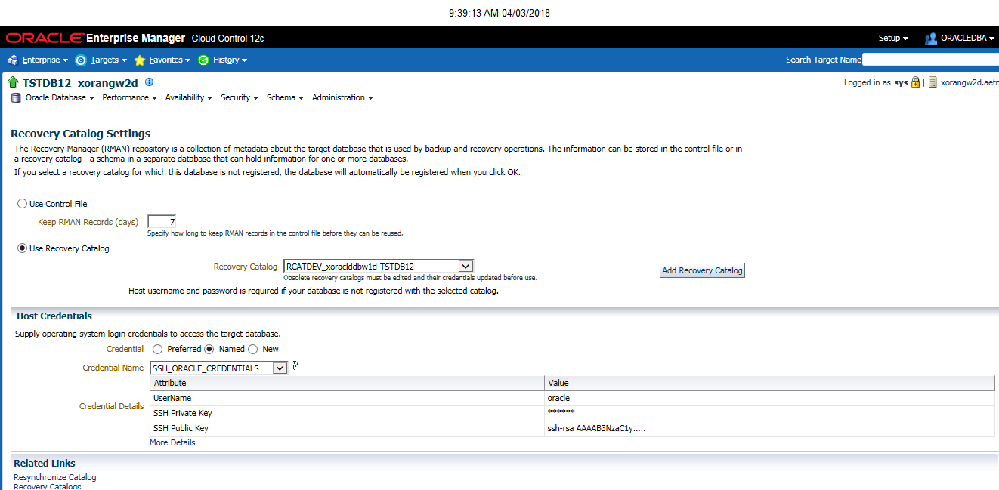 9:39:13 AM 04/03/2018
ORACLE Enterprise Manager Cloud Control 12c
Setup ORACLEDBA
Enterprise Targets Favorites History Search Target Name
TSTDB12_xorangw2d Logged in as sys xorangw2d.aetr
Oracle Database Performance Availability Security Schema Administration
Recovery Catalog Settings
The Recovery Manager (RMAN) repository is a collection of metadata about the target database that is used by backup and recovery operations. The information can be stored in the control file or in
a recovery catalog - a schema in a separate database that can hold information for one or more databases.
If you select a recovery catalog for which this database is not registered, the database will automatically be registered when you click OK.
Use Control File
Keep RMAN Records (days) 7
Specify how long to keep RMAN records in the control file before they can be reused.
Use Recovery Catalog
Recovery Catalog RCATDEV_xoraclddbw1d-TSTDB12 Add Recovery Catalog
Obsolete recovery catalogs must be edited and their credentials updated before use.
Host username and password is required if your database is not registered with the selected catalog.
Host Credentials
Supply operating system login credentials to access the target database.
Credential Preferred Named New
Credential Name SSH_ORACLE_CREDENTIALS
Attribute Value
UserName oracle
Credential Details
SSH Private Key ******
SSH Public Key ssh-rsa AAAAB3NzaC1y.....
More Details
Related Links
Resynchronize Catalog
Recovery Catalogs